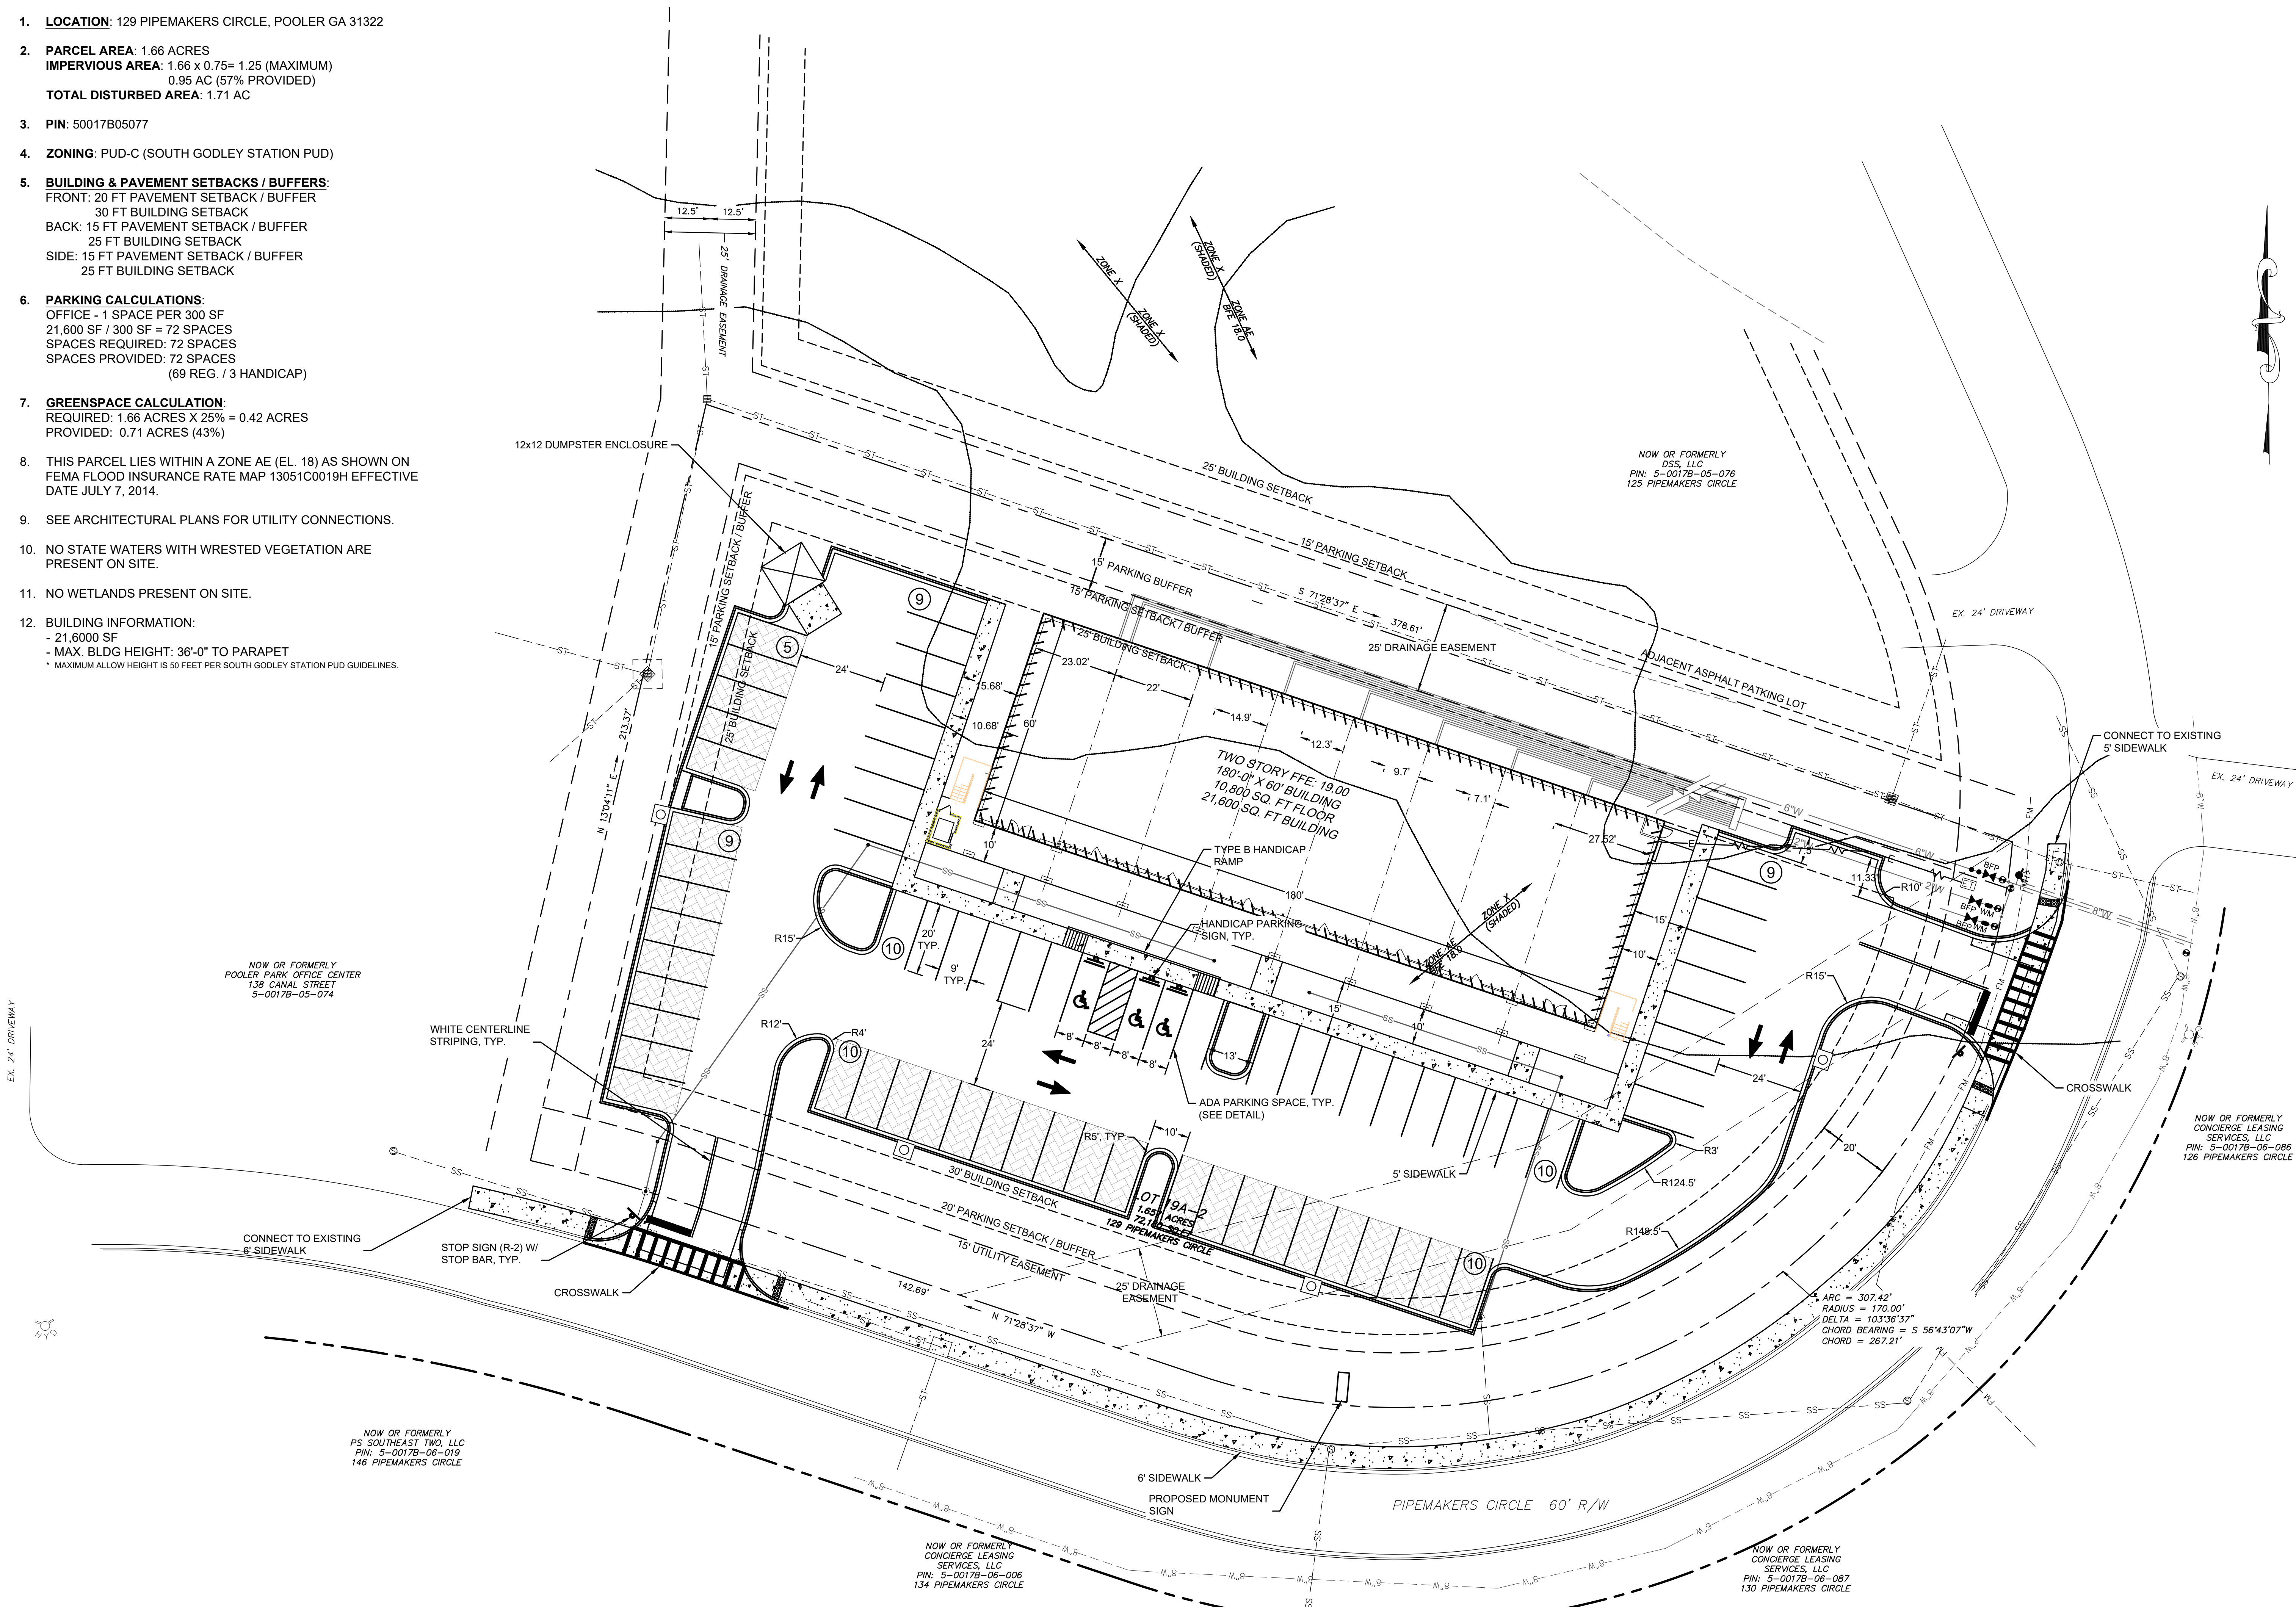 1. LOCATION: 129 PIPEMAKERS CIRCLE, POOLER GA 31322
2. PARCEL AREA: 1.66 ACRES
IMPERVIOUS AREA: 1.66 x 0.75= 1.25 (MAXIMUM)
0.95 AC (57% PROVIDED)
TOTAL DISTURBED AREA: 1.71 AC
3. PIN: 50017B05077
4. ZONING: PUD-C (SOUTH GODLEY STATION PUD)
5. BUILDING & PAVEMENT SETBACKS / BUFFERS:
FRONT: 20 FT PAVEMENT SETBACK / BUFFER
30 FT BUILDING SETBACK
BACK: 15 FT PAVEMENT SETBACK / BUFFER
25 FT BUILDING SETBACK
SIDE: 15 FT PAVEMENT SETBACK / BUFFER
25 FT BUILDING SETBACK
6. PARKING CALCULATIONS:
OFFICE - 1 SPACE PER 300 SF
21,600 SF / 300 SF = 72 SPACES
SPACES REQUIRED: 72 SPACES
SPACES PROVIDED: 72 SPACES
(69 REG. / 3 HANDICAP)
7. GREENSPACE CALCULATION:
REQUIRED: 1.66 ACRES X 25% = 0.42 ACRES
PROVIDED: 0.71 ACRES (43%)
8. THIS PARCEL LIES WITHIN A ZONE AE (EL. 18) AS SHOWN ON
FEMA FLOOD INSURANCE RATE MAP 13051C0019H EFFECTIVE
DATE JULY 7, 2014.
9. SEE ARCHITECTURAL PLANS FOR UTILITY CONNECTIONS.
10. NO STATE WATERS WITH WRESTED VEGETATION ARE
PRESENT ON SITE.
11. NO WETLANDS PRESENT ON SITE.
12. BUILDING INFORMATION:
- 21,6000 SF
- MAX. BLDG HEIGHT: 36'-0" TO PARAPET
* MAXIMUM ALLOW HEIGHT IS 50 FEET PER SOUTH GODLEY STATION PUD GUIDELINES.
12.5' 12.5'
25' DRAINAGE EASEMENT
ZONE X
ZONE X
(SHADED)
ZONE X
(SHADED)
ZONE AE
BFE 18.0
12x12 DUMPSTER ENCLOSURE
NOW OR FORMERLY
DSS, LLC
PIN: 5-0017B-05-076
125 PIPEMAKERS CIRCLE
25' BUILDING SETBACK
15' PARKING SETBACK
15' PARKING BUFFER
15' PARKING SETBACK / BUFFER
25' BUILDING SETBACK
S 71°28'37" E
378.61'
25' DRAINAGE EASEMENT
ADJACENT ASPHALT PATKING LOT
EX. 24' DRIVEWAY
15' PARKING SETBACK / BUFFER
25' BUILDING SETBACK
N 13°04'11" E
213.37'
9
5
24'
15.68'
10.68'
60'
23.02'
22'
14.9'
12.3'
9.7'
7.1'
27.52'
TWO STORY FFE: 19.00
180'-0" X 60' BUILDING
10,800 SQ. FT FLOOR
21,600 SQ. FT BUILDING
CONNECT TO EXISTING
5' SIDEWALK
EX. 24' DRIVEWAY
9
10'
TYPE B HANDICAP
RAMP
180'
HANDICAP PARKING
SIGN, TYP.
ZONE X
(SHADED)
ZONE AE
BFE 18.0
9
11.33'
R10'
BFP
BFP WM
BFP WM
ET
6"W
2"W
8"W
15'
10'
R15'
10
20'
TYP.
9'
TYP.
NOW OR FORMERLY
POOLER PARK OFFICE CENTER
138 CANAL STREET
5-0017B-05-074
EX. 24' DRIVEWAY
WHITE CENTERLINE
STRIPING, TYP.
R12'
R4'
10
24'
8'
8'
8'
8'
13'
15'
10'
R15'
24'
CROSSWALK
ADA PARKING SPACE, TYP.
(SEE DETAIL)
R5', TYP.
10'
5' SIDEWALK
10
R3'
R124.5'
20'
NOW OR FORMERLY
CONCIERGE LEASING
SERVICES, LLC
PIN: 5-0017B-06-086
126 PIPEMAKERS CIRCLE
30' BUILDING SETBACK
20' PARKING SETBACK / BUFFER
15' UTILITY EASEMENT
LOT 19A-2
129 PIPEMAKERS CIRCLE
R148.5'
10
25' DRAINAGE
EASEMENT
CONNECT TO EXISTING
6' SIDEWALK
STOP SIGN (R-2) W/
STOP BAR, TYP.
CROSSWALK
142.69'
N 71°28'37" W
ARC = 307.42'
RADIUS = 170.00'
DELTA = 103°36'37"
CHORD BEARING = S 56°43'07"W
CHORD = 267.21'
HYD
NOW OR FORMERLY
PS SOUTHEAST TWO, LLC
PIN: 5-0017B-06-019
146 PIPEMAKERS CIRCLE
6' SIDEWALK
PROPOSED MONUMENT
SIGN
PIPEMAKERS CIRCLE 60' R/W
NOW OR FORMERLY
CONCIERGE LEASING
SERVICES, LLC
PIN: 5-0017B-06-006
134 PIPEMAKERS CIRCLE
NOW OR FORMERLY
CONCIERGE LEASING
SERVICES, LLC
PIN: 5-0017B-06-087
130 PIPEMAKERS CIRCLE